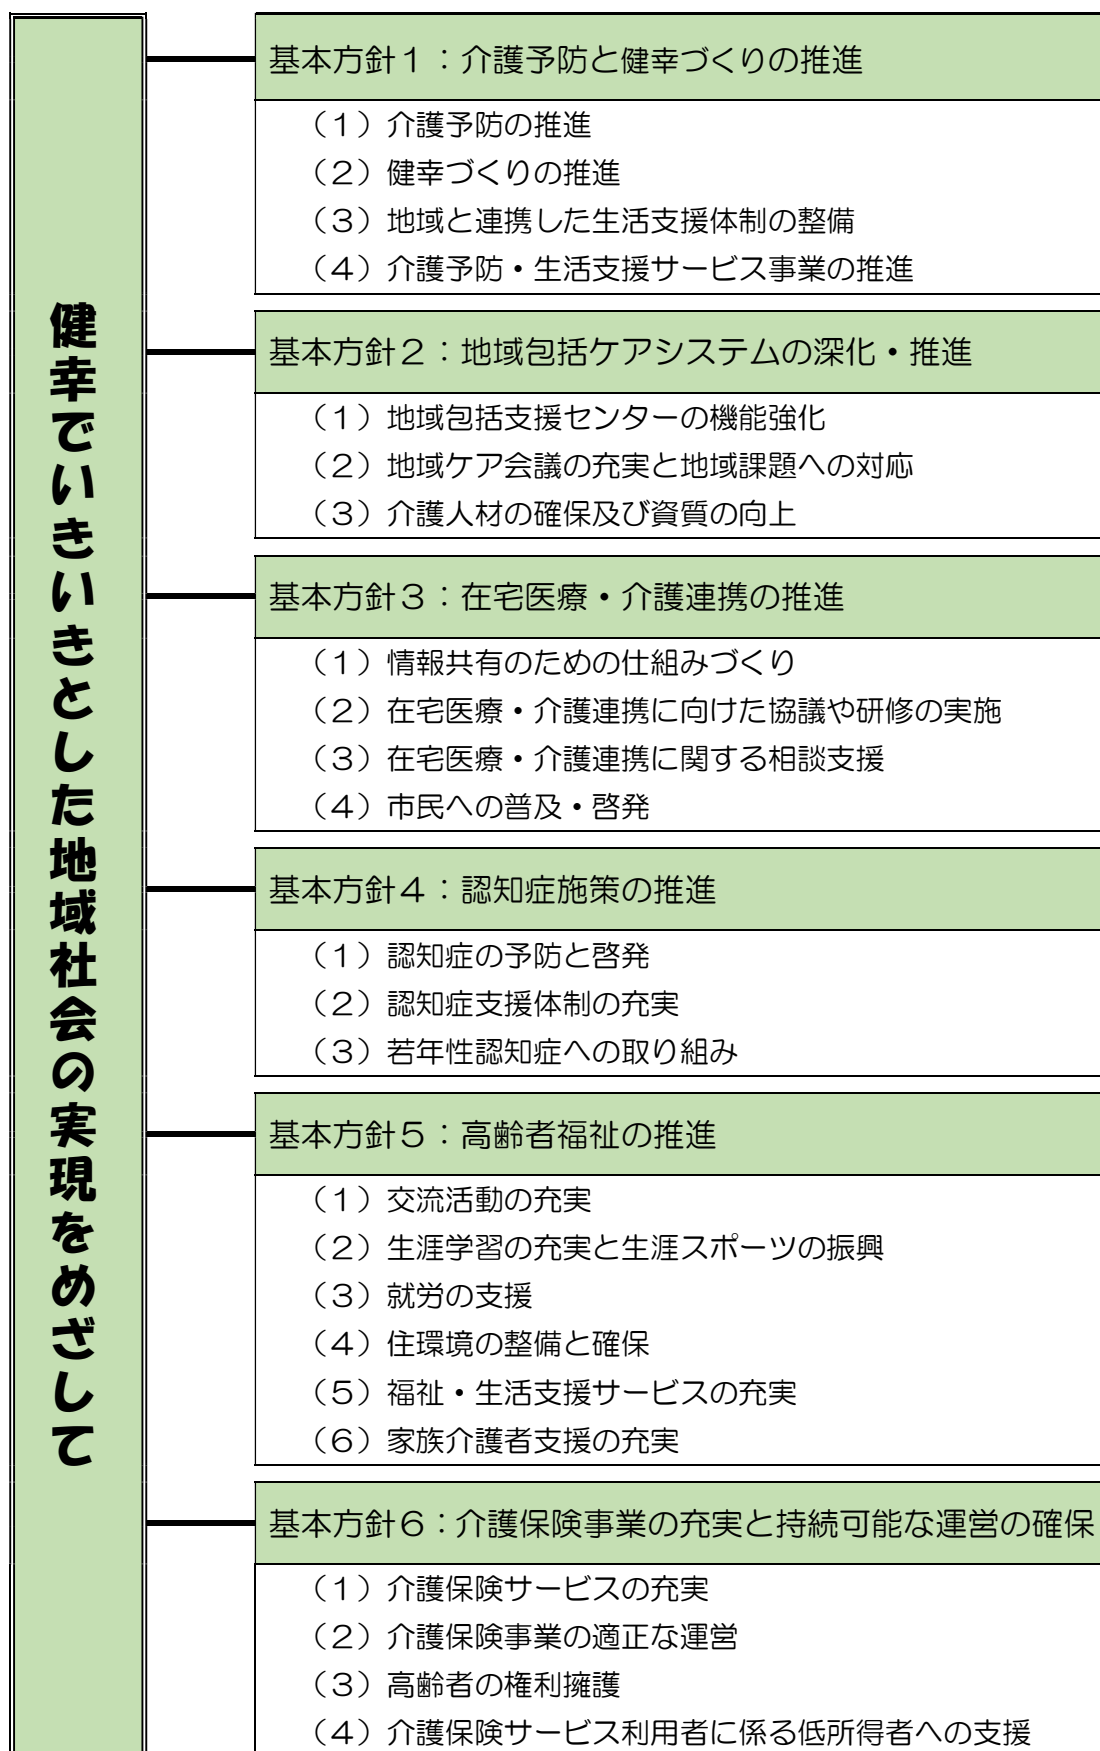 健幸でいきいきとした地域社会の実現をめざして
基本方針１：介護予防と健幸づくりの推進
（１）介護予防の推進
（２）健幸づくりの推進
（３）地域と連携した生活支援体制の整備
（４）介護予防・生活支援サービス事業の推進
基本方針２：地域包括ケアシステムの深化・推進
（１）地域包括支援センターの機能強化
（２）地域ケア会議の充実と地域課題への対応
（３）介護人材の確保及び資質の向上
基本方針３：在宅医療・介護連携の推進
（１）情報共有のための仕組みづくり
（２）在宅医療・介護連携に向けた協議や研修の実施
（３）在宅医療・介護連携に関する相談支援
（４）市民への普及・啓発
基本方針４：認知症施策の推進
（１）認知症の予防と啓発
（２）認知症支援体制の充実
（３）若年性認知症への取り組み
基本方針５：高齢者福祉の推進
（１）交流活動の充実
（２）生涯学習の充実と生涯スポーツの振興
（３）就労の支援
（４）住環境の整備と確保
（５）福祉・生活支援サービスの充実
（６）家族介護者支援の充実
基本方針６：介護保険事業の充実と持続可能な運営の確保
（１）介護保険サービスの充実
（２）介護保険事業の適正な運営
（３）高齢者の権利擁護
（４）介護保険サービス利用者に係る低所得者への支援